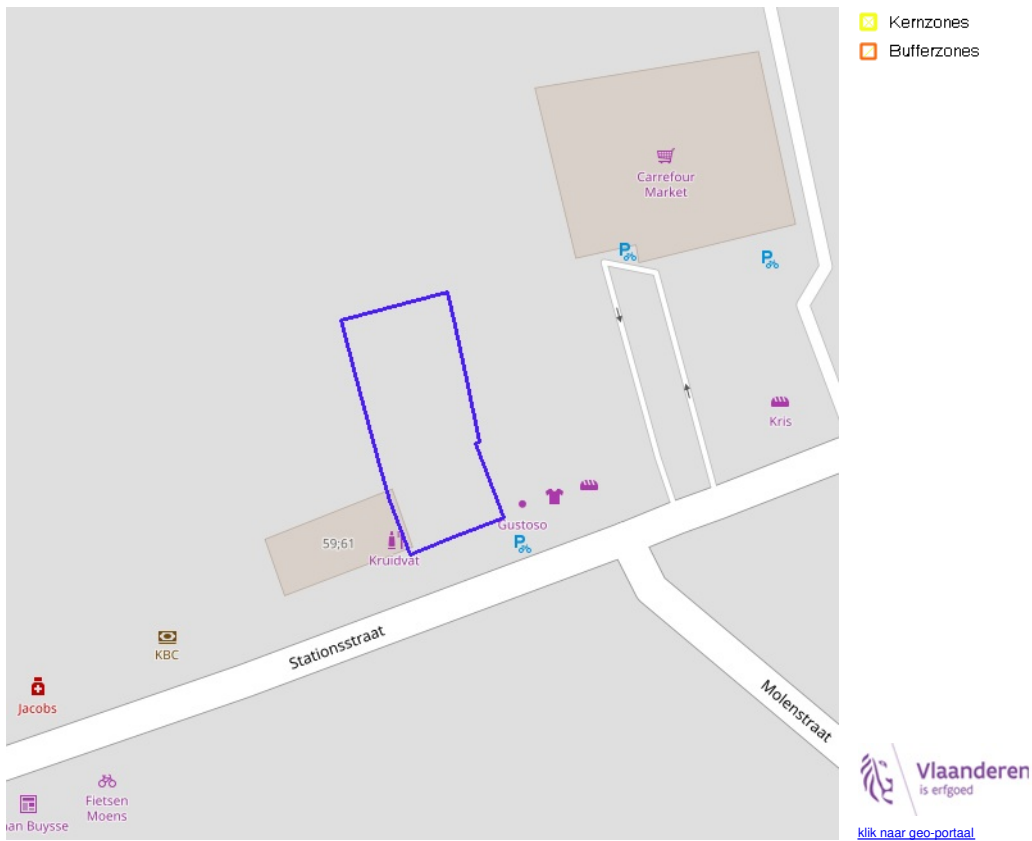 Kernzones
Bufferzones
Carrefour
Market
P
P
Kris
Gustoso
P
59;61
Kruidvat
Stationsstraat
KBC
Jacobs
Molenstraat
Fietsen
Moens
an Buysse
Vlaanderen
is erfgoed
klik naar geo-portaal